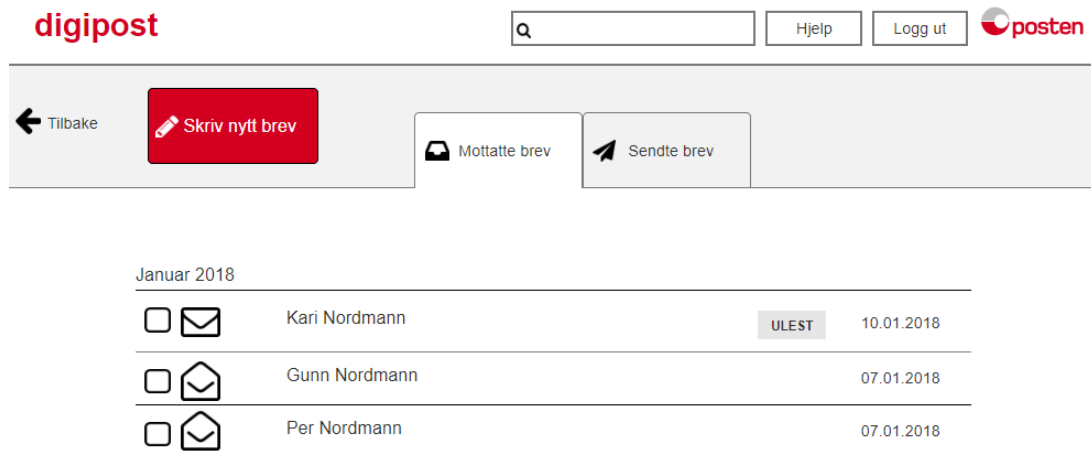 digipost
Hjelp
Logg ut
posten
Tilbake
Skriv nytt brev
Mottatte brev
Sendte brev
Januar 2018
Kari Nordmann ULEST 10.01.2018
Gunn Nordmann 07.01.2018
Per Nordmann 07.01.2018